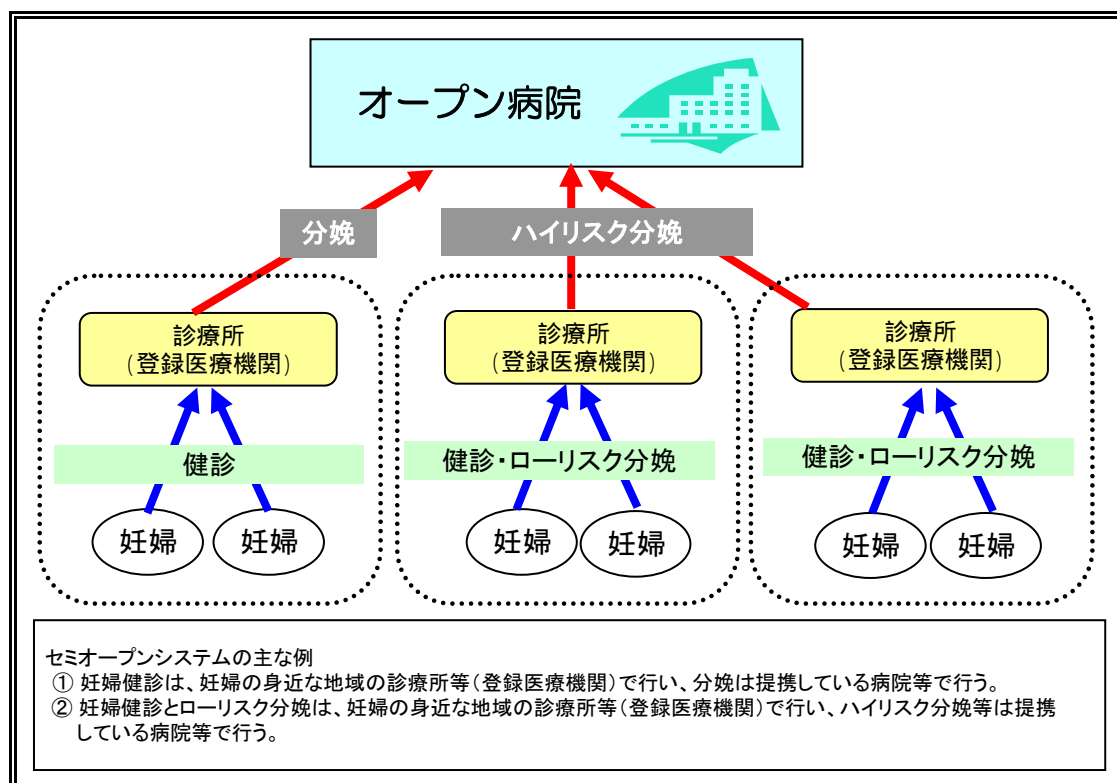 オープン病院
分娩
ハイリスク分娩
診療所
(登録医療機関)
診療所
(登録医療機関)
診療所
(登録医療機関)
健診
健診・ローリスク分娩
健診・ローリスク分娩
妊婦
妊婦
妊婦
妊婦
妊婦
妊婦
セミオープンシステムの主な例
① 妊婦健診は、妊婦の身近な地域の診療所等(登録医療機関)で行い、分娩は提携している病院等で行う。
② 妊婦健診とローリスク分娩は、妊婦の身近な地域の診療所等(登録医療機関)で行い、ハイリスク分娩等は提携
している病院等で行う。